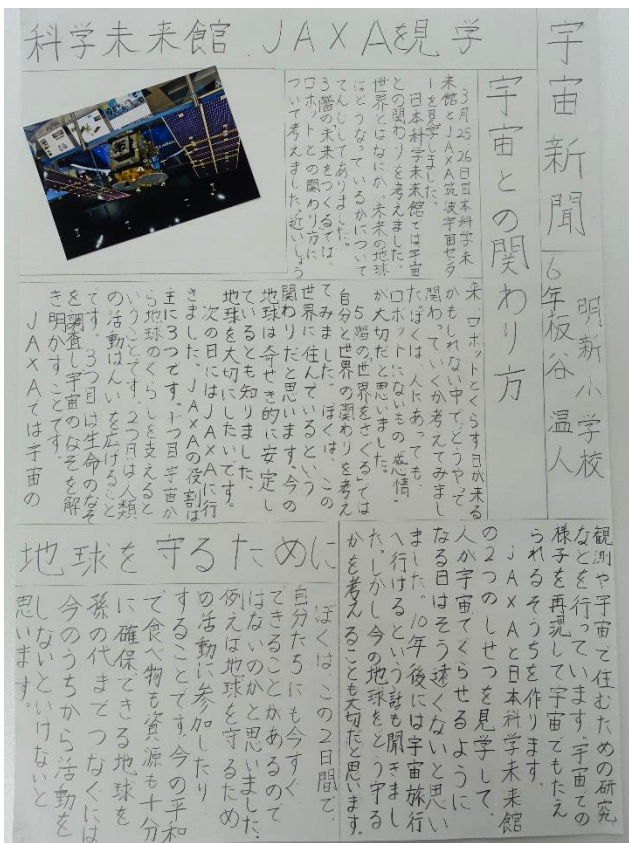 宇宙新聞
明新小学校
6年板谷 温人
科学未来館 JAXAを見学
宇宙との関わり方
3月25,26日日本科学未
来館とJAXA筑波宇宙センタ
ーを見学しました。
日本科学未来館では宇宙
との関わりを考えました。
世界とはなにか、未来の地球
はどうなっているかについて
てんじしてありました。
3階の未来をつくるでは、
ロボットとの関わり方に
ついて考えました。近いしょう
来、ロボットとくらす日が来る
かもしれない中で、どうやって
関わっていくか考えてみまし
た。ぼくは、人にあっても、
ロボットにないもの「感情」
が大切だと思いました。
5階の「世界をさぐる」では
自分と世界の関わりを考え
てみました。ぼくは、この
世界に住んでいるという
関わりだと思います。今の
地球は奇せき的に安定し
ているとも知りました。
地球を大切にしたいです。
次の日にはJAXAに行
きました。JAXAの役割は
主に3つです。1つ目宇宙か
ら地球のくらしを支えると
いうことです。2つ目は人類
の活動はんいを広げること
です。3つ目は生命のなぞ
を調査し宇宙のなぞを解
き明かすことです。
JAXAでは宇宙の
観測や宇宙で住むための研究
などを行っています。宇宙での
様子を再現して宇宙でもたえ
られるそうちを作ります。
JAXAと日本科学未来館
の2つのしせつを見学して、
人が宇宙でくらせるように
なる日はそう遠くないと思い
ました。10年後には宇宙旅行
へ行けるという話も聞きまし
た。しかし今の地球をどう守る
かを考えることも大切だと思います。
地球を守るために
ぼくは、この2日間で、
自分たちにも今すぐ
できることがあるので
はないのかと思いました。
例えば地球を守るため
の活動に参加したり
することです。今の平和
で食べ物も資源も十分
に確保できる地球を
孫の代までつなぐには
今のうちから活動を
しないといけないと
思います。